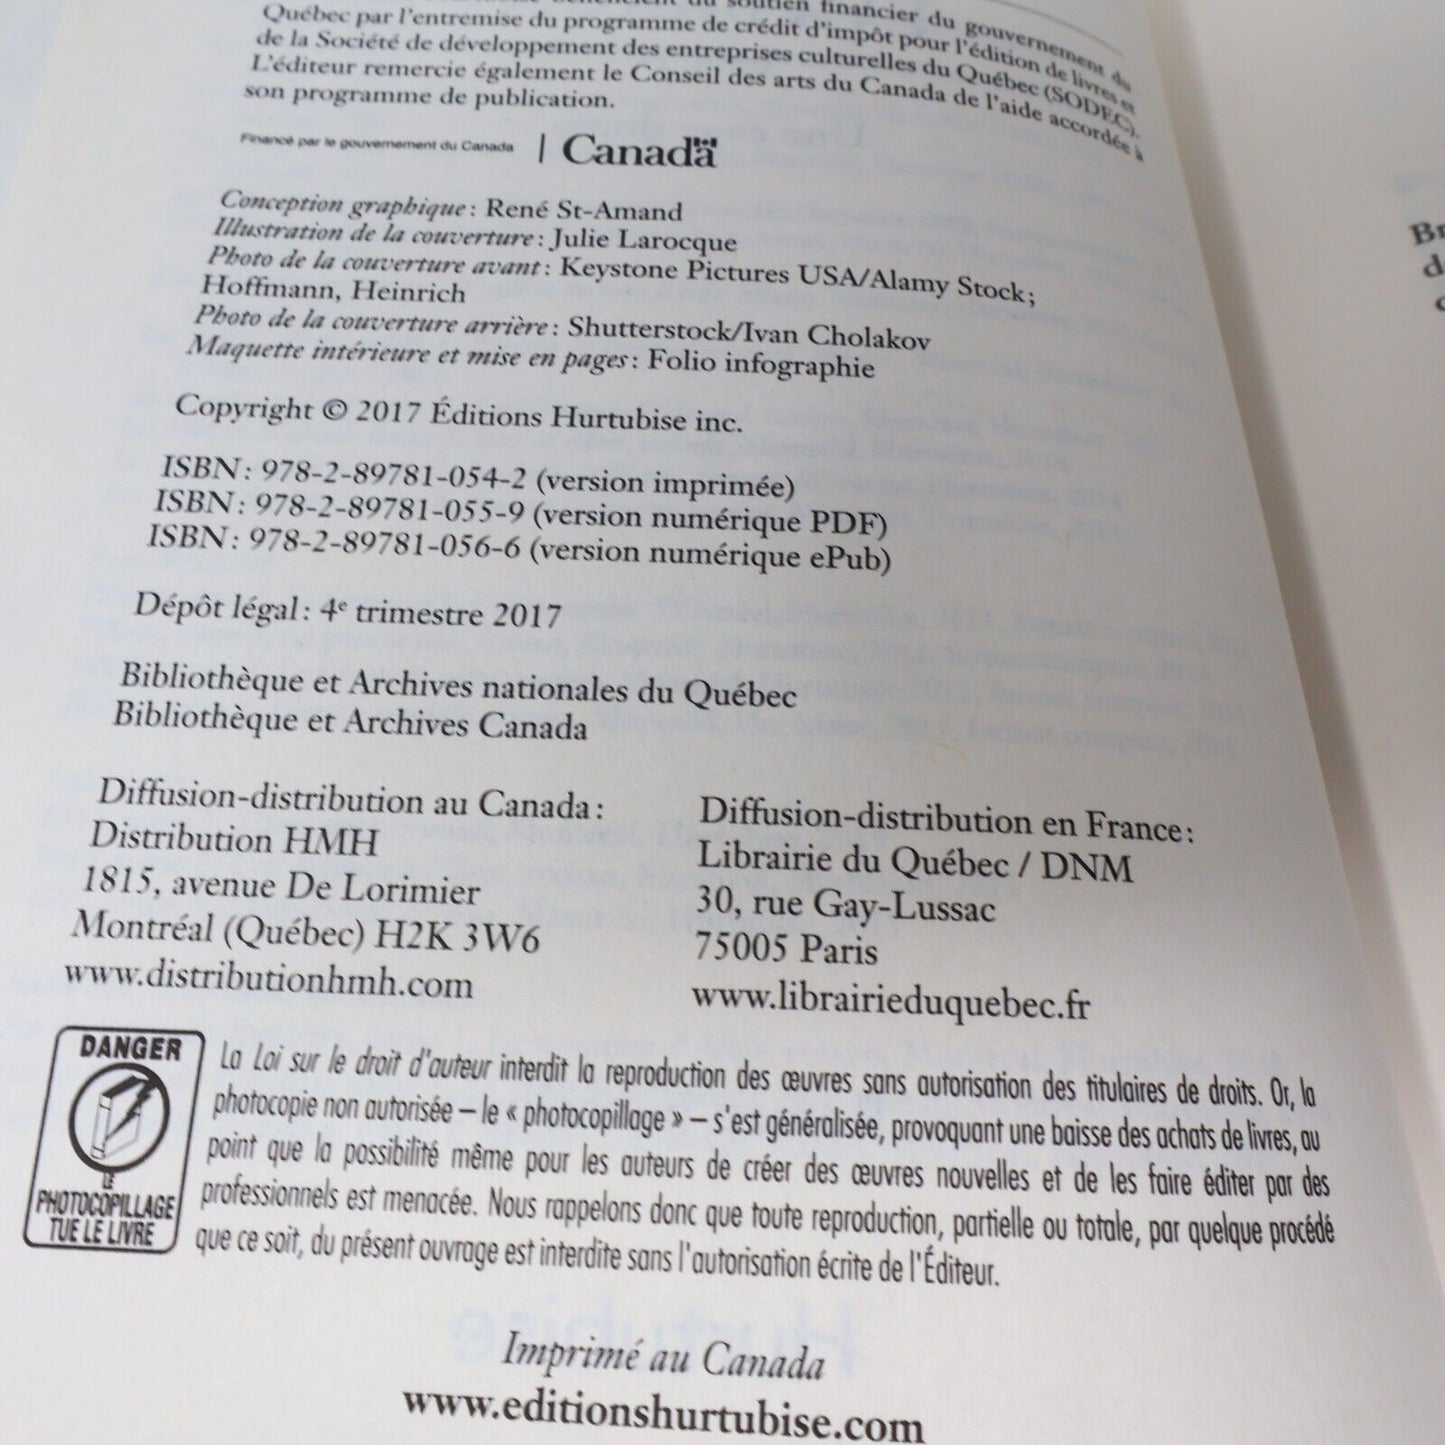 soutien financier du gouvernement du
Québec par l'entremise du programme de crédit d'impôt pour l'édition de livres et
de la Société de développement des entreprises culturelles du Québec (SODEC).
L'éditeur remercie également le Conseil des arts du Canada de l'aide accordée à
son programme de publication.
Financé par le gouvernement du Canada | Canada
Conception graphique : René St-Amand
Illustration de la couverture : Julie Larocque
Photo de la couverture avant : Keystone Pictures USA/Alamy Stock ;
Hoffmann, Heinrich
Photo de la couverture arrière : Shutterstock/Ivan Cholakov
Maquette intérieure et mise en pages : Folio infographie
Copyright © 2017 Éditions Hurtubise inc.
ISBN : 978-2-89781-054-2 (version imprimée)
ISBN : 978-2-89781-055-9 (version numérique PDF)
ISBN : 978-2-89781-056-6 (version numérique ePub)
Dépôt légal : 4e trimestre 2017
Bibliothèque et Archives nationales du Québec
Bibliothèque et Archives Canada
Diffusion-distribution au Canada :
Distribution HMH
1815, avenue De Lorimier
Montréal (Québec) H2K 3W6
www.distributionhmh.com
Diffusion-distribution en France :
Librairie du Québec / DNM
30, rue Gay-Lussac
75005 Paris
www.librairieduquebec.fr
DANGER
LE
PHOTOCOPILLAGE
TUE LE LIVRE
La Loi sur le droit d'auteur interdit la reproduction des œuvres sans autorisation des titulaires de droits. Or, la
photocopie non autorisée – le « photocopillage » – s'est généralisée, provoquant une baisse des achats de livres, au
point que la possibilité même pour les auteurs de créer des œuvres nouvelles et de les faire éditer par des
professionnels est menacée. Nous rappelons donc que toute reproduction, partielle ou totale, par quelque procédé
que ce soit, du présent ouvrage est interdite sans l'autorisation écrite de l'Éditeur.
Imprimé au Canada
www.editionshurtubise.com